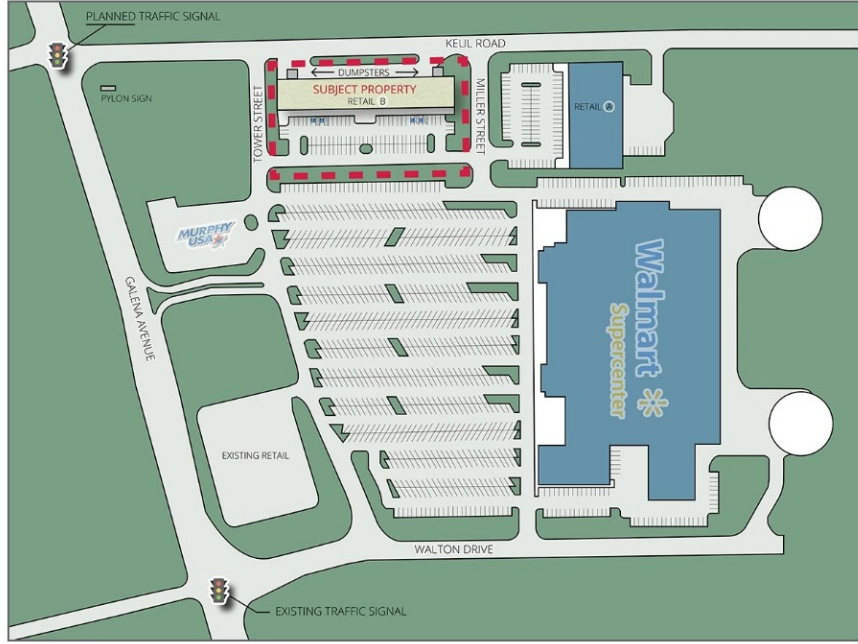 PLANNED TRAFFIC SIGNAL
KEUL ROAD
DUMPSTERS
SUBJECT PROPERTY
RETAIL B
PYLON SIGN
TOWER STREET
MILLER STREET
RETAIL A
MURPHY
USA
GALENA AVENUE
Walmart
Supercenter
EXISTING RETAIL
WALTON DRIVE
EXISTING TRAFFIC SIGNAL